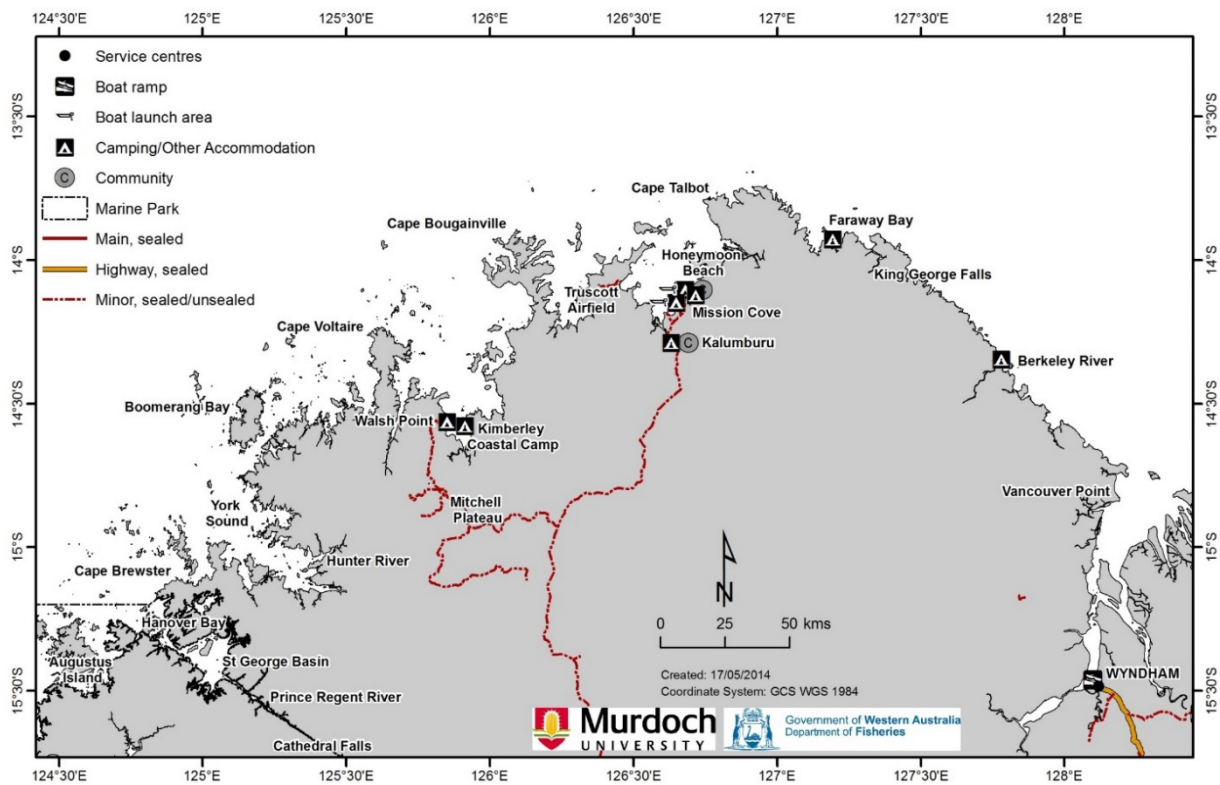 124°30'E
125°E
125°30'E
126°E
126°30'E
127°E
127°30'E
128°E
Service centres
Boat ramp
Boat launch area
Camping/Other Accommodation
C
Community
Marine Park
Main, sealed
Highway, sealed
Minor, sealed/unsealed
13°30'S
13°30'S
14°S
14°S
14°30'S
14°30'S
15°S
15°S
15°30'S
15°30'S
Cape Talbot
Cape Bougainville
Faraway Bay
Honeymoon
Beach
King George Falls
Truscott
Airfield
C
Mission Cove
Cape Voltaire
C
Kalumburu
Berkeley River
Boomerang Bay
Walsh Point
Kimberley
Coastal Camp
Vancouver Point
York
Sound
Mitchell
Plateau
Hunter River
Cape Brewster
N
0 25 50 kms
Hanover Bay
St George Basin
Augustus
Island
Prince Regent River
Cathedral Falls
WYNDHAM
Created: 17/05/2014
Coordinate System: GCS WGS 1984
Murdoch
UNIVERSITY
Government of Western Australia
Department of Fisheries
124°30'E
125°E
125°30'E
126°E
126°30'E
127°E
127°30'E
128°E